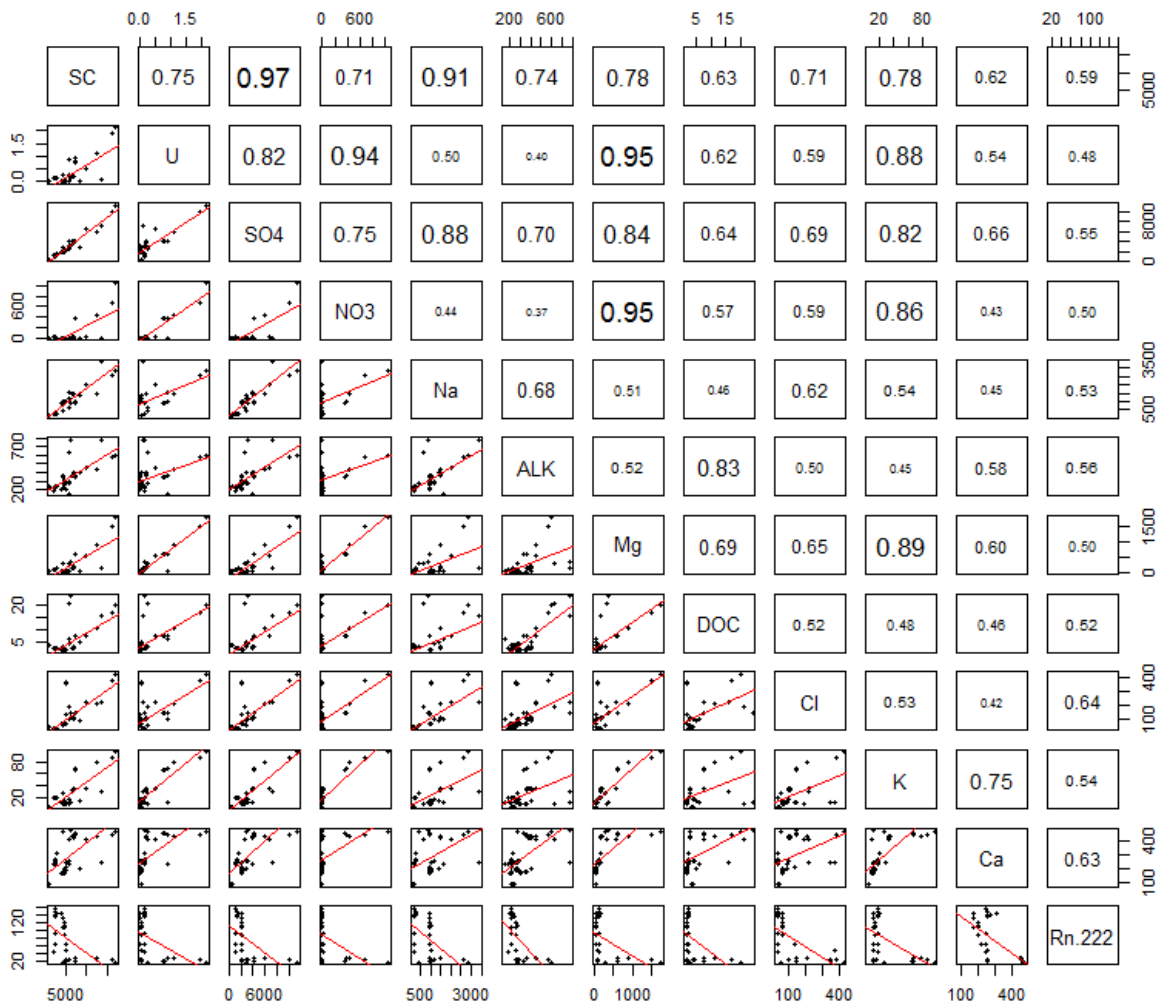 0.0 1.5 0 600 200 600 5 15 20 80 20 100
SC 0.75 0.97 0.71 0.91 0.74 0.78 0.63 0.71 0.78 0.62 0.59 5000
0.0 1.5 U 0.82 0.94 0.50 0.40 0.95 0.62 0.59 0.88 0.54 0.48
SO4 0.75 0.88 0.70 0.84 0.64 0.69 0.82 0.66 0.55 0 8000
0 600 NO3 0.44 0.37 0.95 0.57 0.59 0.86 0.43 0.50
Na 0.68 0.51 0.46 0.62 0.54 0.45 0.53 500 3500
200 700 ALK 0.52 0.83 0.50 0.45 0.58 0.56
Mg 0.69 0.65 0.89 0.60 0.50 0 1500
5 20 DOC 0.52 0.48 0.46 0.52
Cl 0.53 0.42 0.64 100 400
20 80 K 0.75 0.54
Ca 0.63 100 400
20 120 Rn.222
5000 0 6000 500 3000 0 1000 100 400 100 400